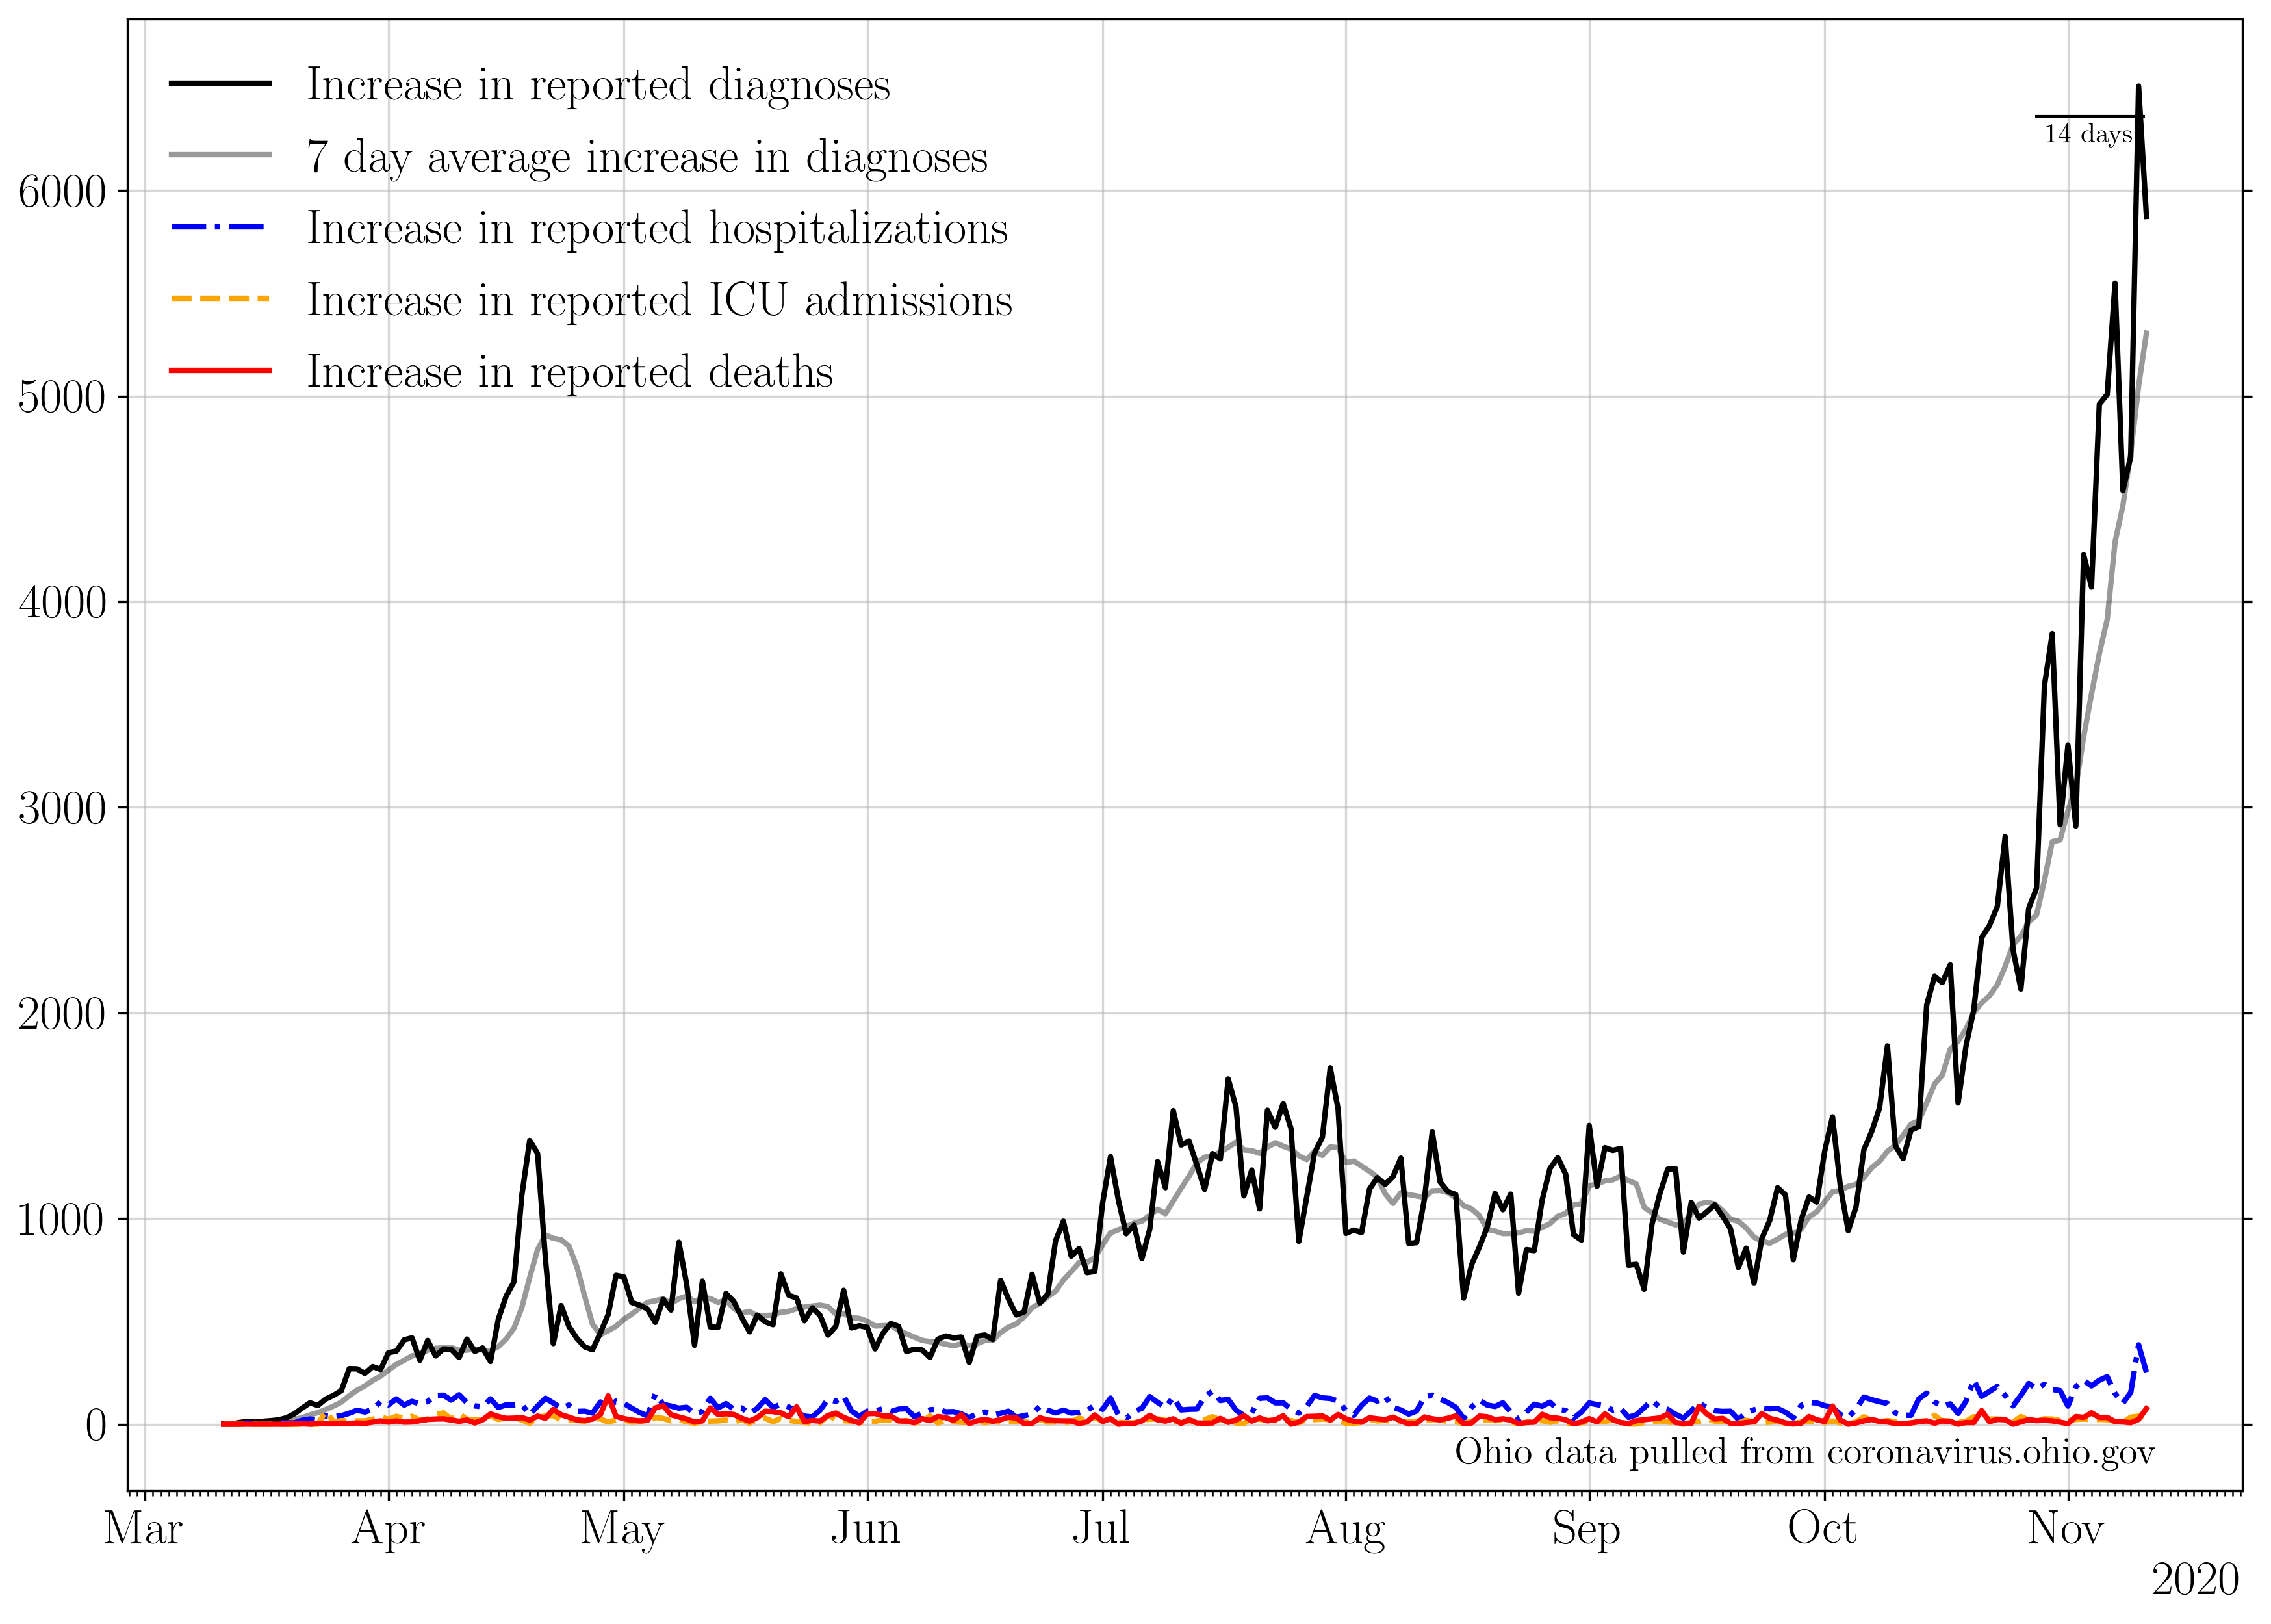 Increase in reported diagnoses
7 day average increase in diagnoses
Increase in reported hospitalizations
Increase in reported ICU admissions
Increase in reported deaths
14 days
6000
5000
4000
3000
2000
1000
0
Ohio data pulled from coronavirus.ohio.gov
Mar Apr May Jun Jul Aug Sep Oct Nov
2020